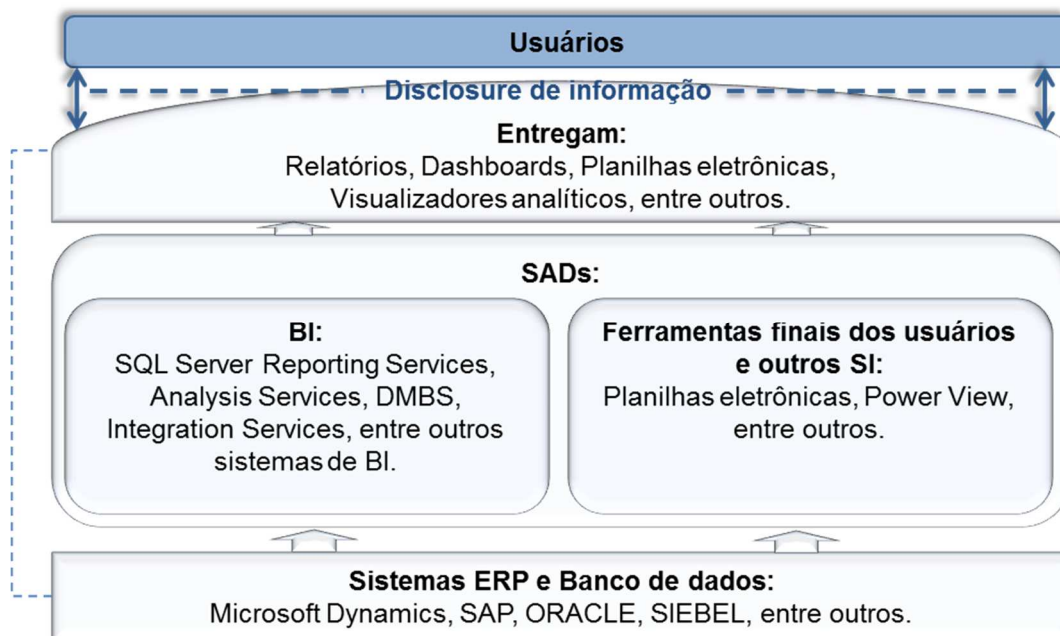 Usuários
Disclosure de informação
Entregam:
Relatórios, Dashboards, Planilhas eletrônicas,
Visualizadores analíticos, entre outros.
SADs:
BI:
SQL Server Reporting Services,
Analysis Services, DMBS,
Integration Services, entre outros
sistemas de BI.
Ferramentas finais dos usuários
e outros SI:
Planilhas eletrônicas, Power View,
entre outros.
Sistemas ERP e Banco de dados:
Microsoft Dynamics, SAP, ORACLE, SIEBEL, entre outros.